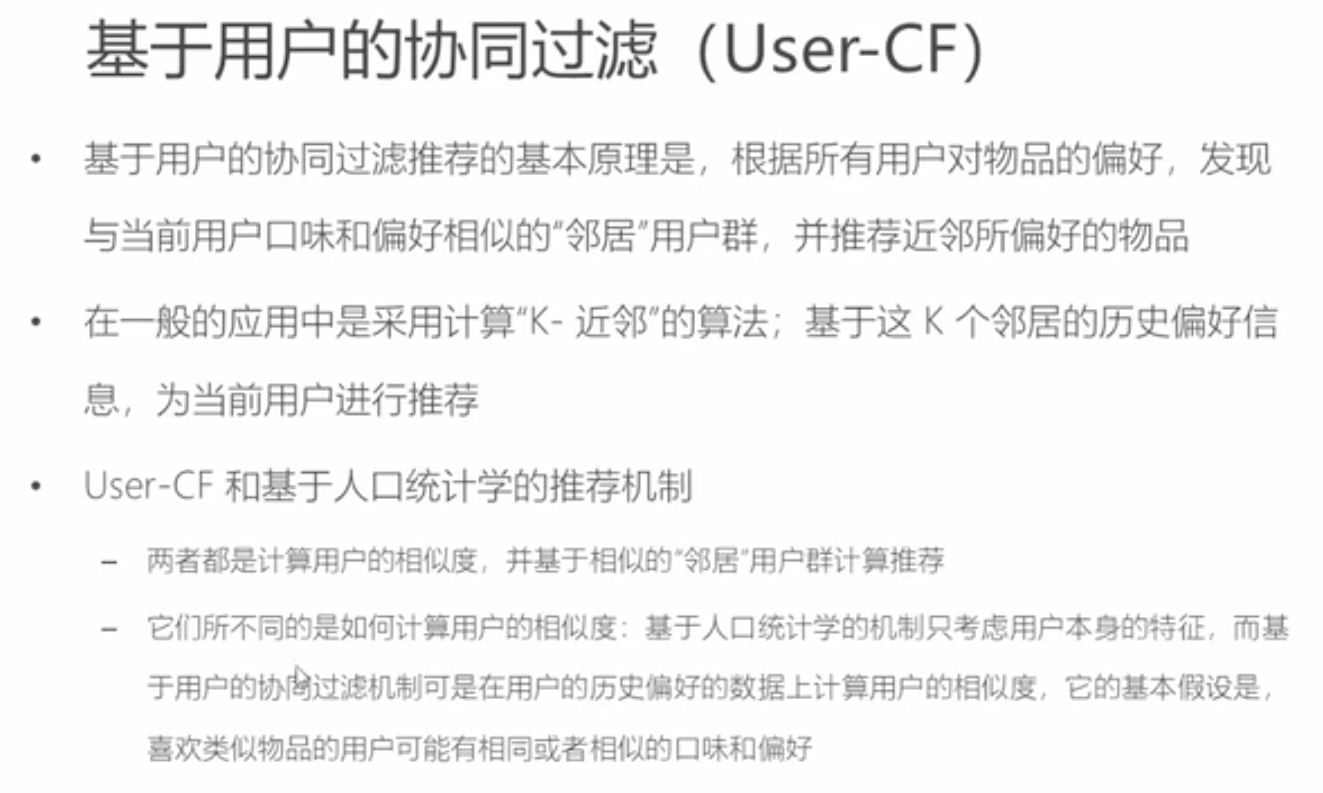 基于用户的协同过滤（User-CF）
• 基于用户的协同过滤推荐的基本原理是，根据所有用户对物品的偏好，发现
与当前用户口味和偏好相似的“邻居”用户群，并推荐近邻所偏好的物品
• 在一般的应用中是采用计算“K- 近邻”的算法；基于这 K 个邻居的历史偏好信
息，为当前用户进行推荐
• User-CF 和基于人口统计学的推荐机制
– 两者都是计算用户的相似度，并基于相似的“邻居”用户群计算推荐
– 它们所不同的是如何计算用户的相似度：基于人口统计学的机制只考虑用户本身的特征，而基
于用户的协同过滤机制可是在用户的历史偏好的数据上计算用户的相似度，它的基本假设是，
喜欢类似物品的用户可能有相同或者相似的口味和偏好